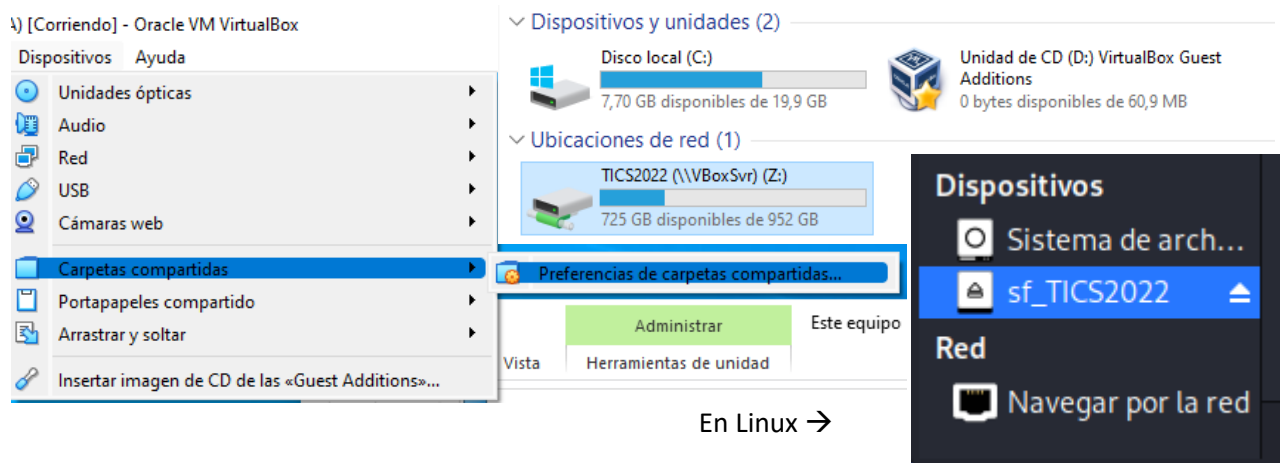 A) [Corriendo] - Oracle VM VirtualBox
Dispositivos Ayuda
Unidades ópticas
Audio
Red
USB
Cámaras web
Carpetas compartidas
Portapapeles compartido
Arrastrar y soltar
Insertar imagen de CD de las «Guest Additions»...
Preferencias de carpetas compartidas...
Dispositivos y unidades (2)
Disco local (C:)
7,70 GB disponibles de 19,9 GB
Unidad de CD (D:) VirtualBox Guest
Additions
0 bytes disponibles de 60,9 MB
Ubicaciones de red (1)
TICS2022 (\\VBoxSvr) (Z:)
725 GB disponibles de 952 GB
Administrar
Este equipo
Vista
Herramientas de unidad
En Linux →
Dispositivos
Sistema de arch...
sf_TICS2022
Red
Navegar por la red